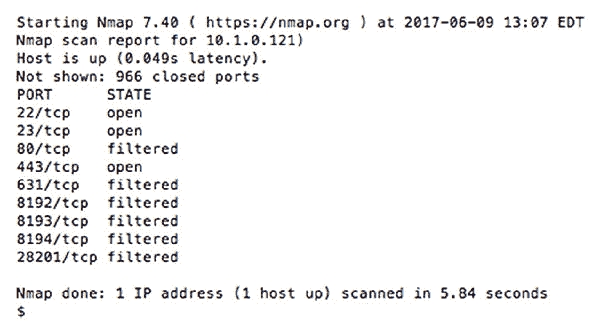 Starting Nmap 7.40 ( https://nmap.org ) at 2017-06-09 13:07 EDT
Nmap scan report for 10.1.0.121)
Host is up (0.049s latency).
Not shown: 966 closed ports
PORT STATE
22/tcp open
23/tcp open
80/tcp filtered
443/tcp open
631/tcp filtered
8192/tcp filtered
8193/tcp filtered
8194/tcp filtered
28201/tcp filtered
Nmap done: 1 IP address (1 host up) scanned in 5.84 seconds
$